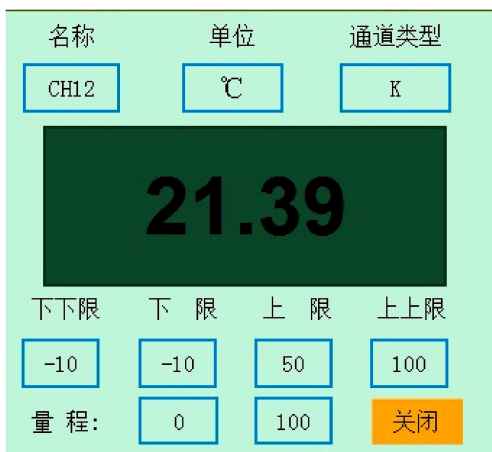 名称 单位 通道类型
CH12 ℃ K
21.39
下下限 下 限 上 限 上上限
-10 -10 50 100
量 程: 0 100 关闭